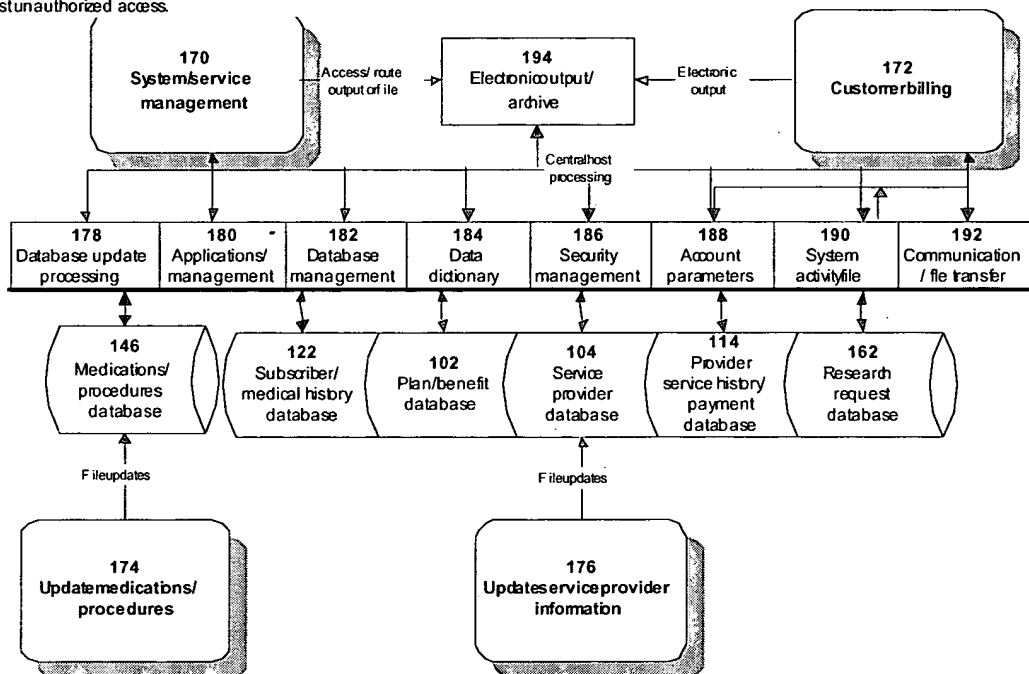 stunauthorized access.
170
System/service
management
Access/ route
output of ile
194
Electronicoutput/
archive
Electronic
output
172
Customerbilling
Centralhost
processing
178
Database update
processing
180
Applications/
management
182
Database
management
184
Data
dictionary
186
Security
management
188
Account
parameters
190
System
activityfile
192
Communication
/ file transfer
146
Medications/
procedures
database
122
Subscriber/
medical history
database
102
Plan/benefit
database
104
Service
provider
database
114
Provider
service history/
payment
database
162
Research
request
database
Fileupdates
Fileupdates
174
Updatemedications/
procedures
176
Updateserviceprovider
information